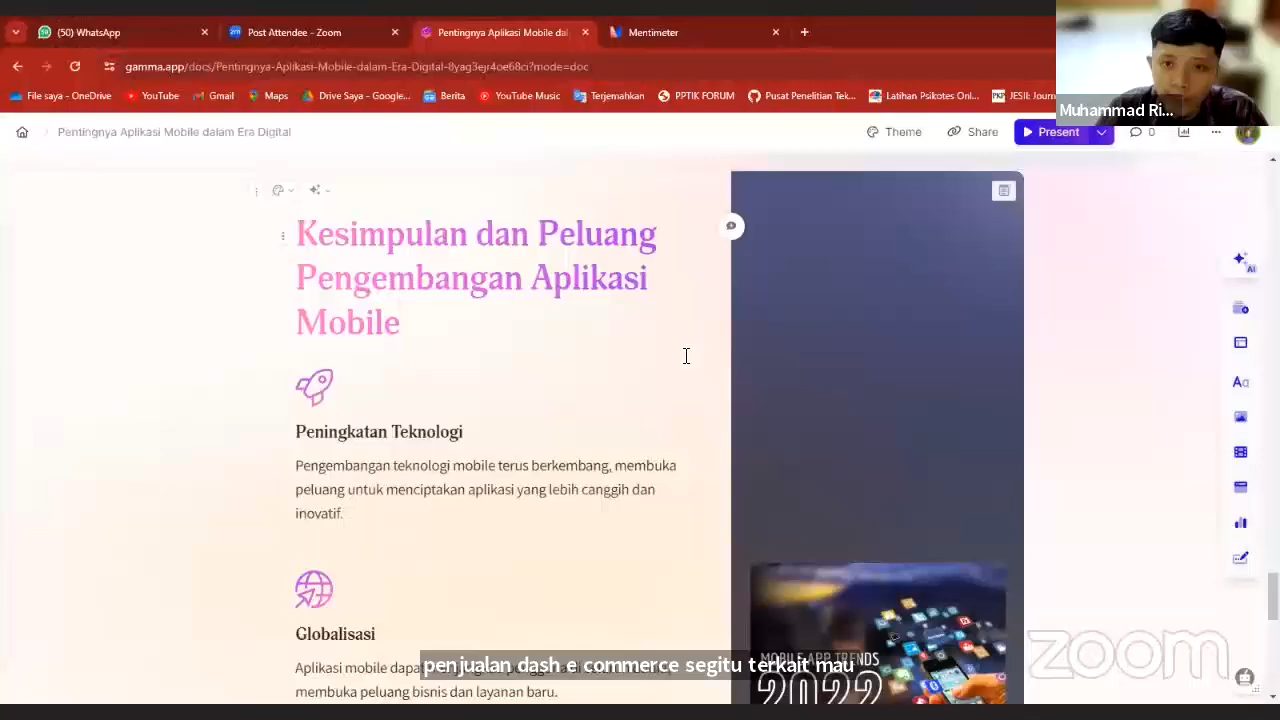 (50) WhatsApp
Post Attendee - Zoom
Pentingnya Aplikasi Mobile dal
Mentimeter
gamma.app/docs/Pentingnya-Aplikasi-Mobile-dalam-Era-Digital-8yag3ejr4oe68ci?mode=doc
File saya - OneDrive
YouTube
Gmail
Maps
Drive Saya - Google...
Berita
YouTube Music
Terjemahkan
PPTIK FORUM
Pusat Penelitian Tek...
Latihan Psikotes Onl...
JESII: Journ
Muhammad Ri...
Pentingnya Aplikasi Mobile dalam Era Digital
Theme
Share
Present
0
Kesimpulan dan Peluang
Pengembangan Aplikasi
Mobile
Peningkatan Teknologi
Pengembangan teknologi mobile terus berkembang, membuka
peluang untuk menciptakan aplikasi yang lebih canggih dan
inovatif.
AI
Aa
Globalisasi
Aplikasi mobile dapa
membuka peluang bisnis dan layanan baru.
penjualan dash e commerce segitu terkait mau
MOBILE APP TRENDS
2022
zoom